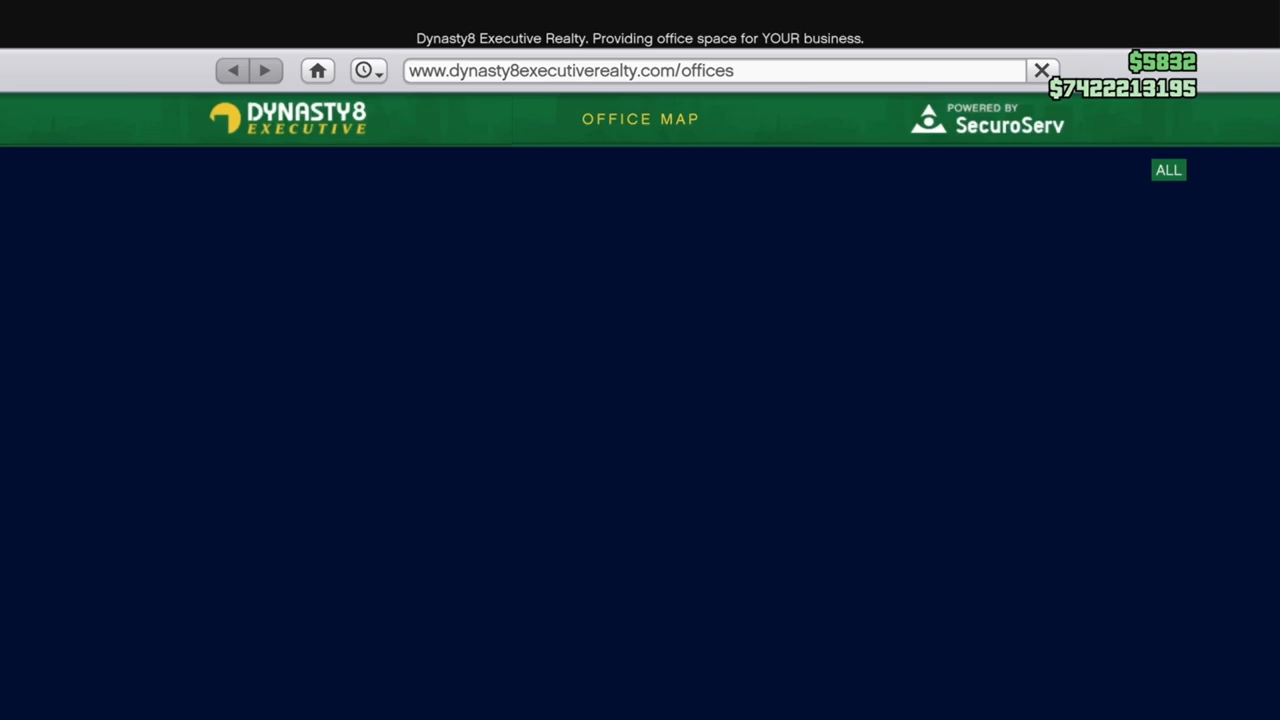 Dynasty8 Executive Realty. Providing office space for YOUR business.
www.dynasty8executiverealty.com/offices
$5832
$7422213195
DYNASTY8
EXECUTIVE
OFFICE MAP
POWERED BY
SecuroServ
ALL